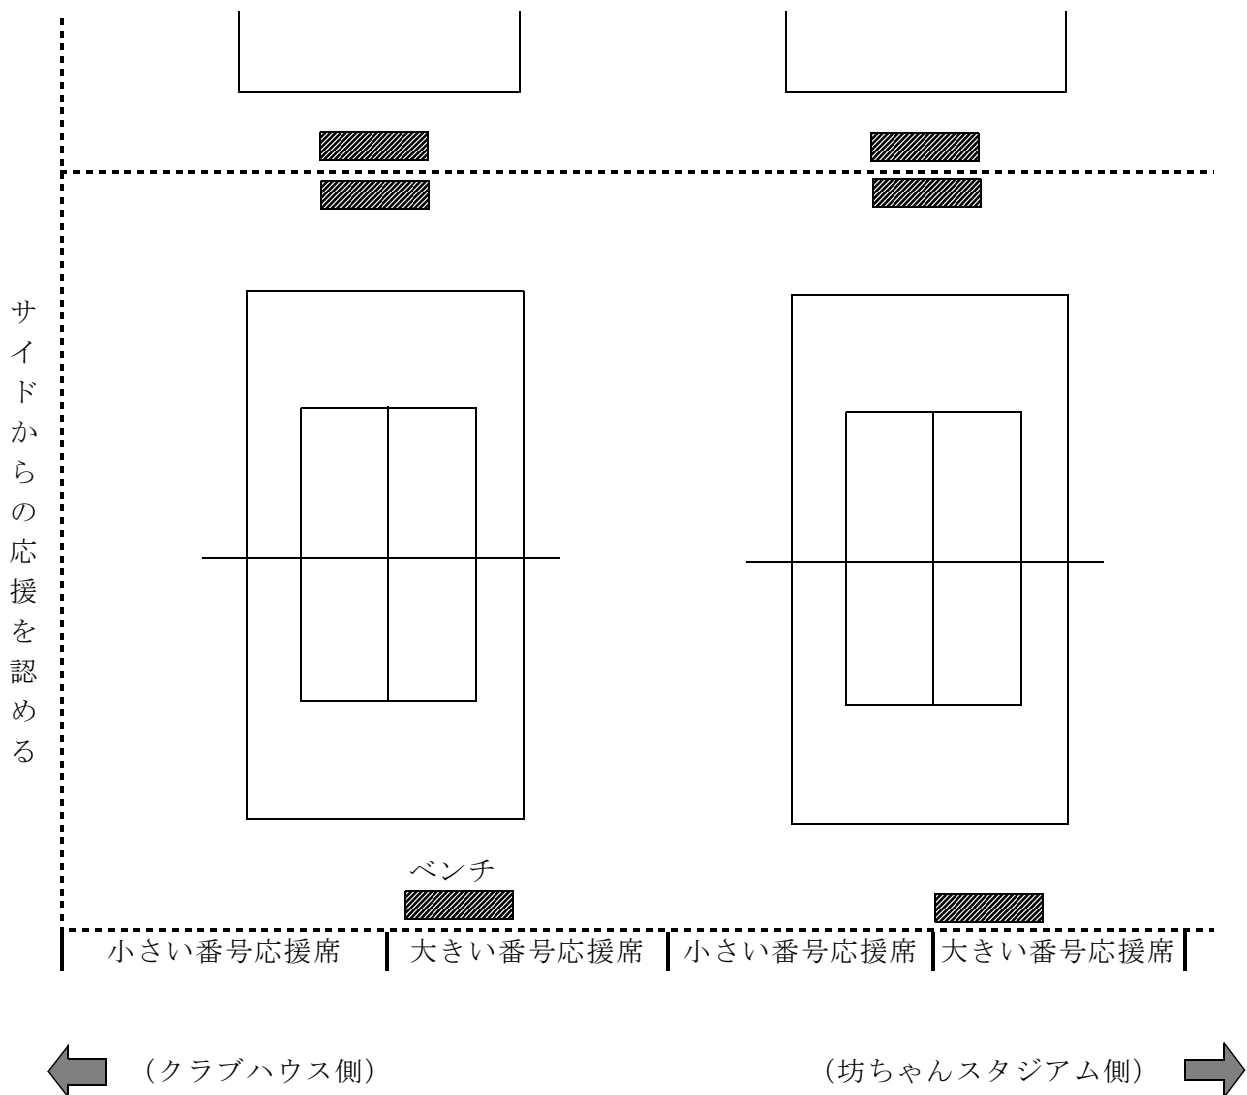 サイドからの応援を認める
ベンチ
小さい番号応援席
大きい番号応援席
小さい番号応援席
大きい番号応援席
（クラブハウス側）
（坊ちゃんスタジアム側）